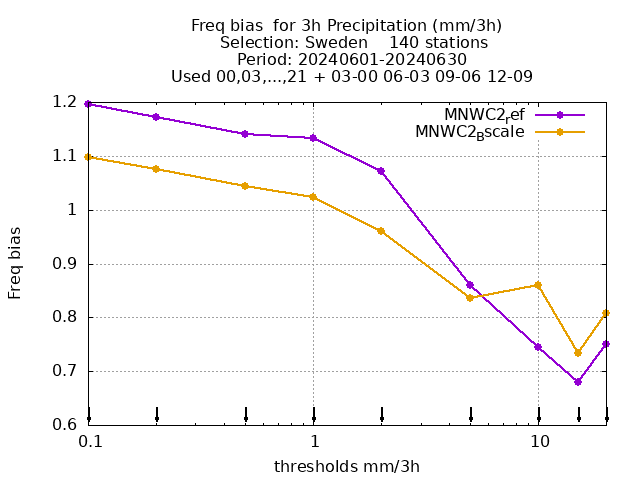 Freq bias  for 3h Precipitation (mm/3h)
Selection: Sweden    140 stations
Period: 20240601-20240630
Used 00,03,...,21 + 03-00 06-03 09-06 12-09
MNWC2ref
MNWC2Bscale
1.2
1.1
1
0.9
0.8
0.7
0.6
Freq bias
0.1 1 10
thresholds mm/3h